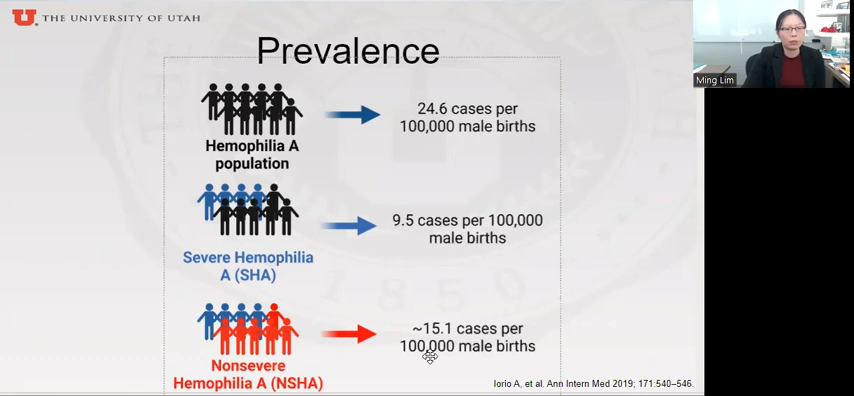 THE UNIVERSITY OF UTAH
Prevalence
Hemophilia A
population
24.6 cases per
100,000 male births
Severe Hemophilia
A (SHA)
9.5 cases per 100,000
male births
Nonsevere
Hemophilia A (NSHA)
~15.1 cases per
100,000 male births
Iorio A, et al. Ann Intern Med 2019; 171:540–546.
Ming Lim
1850